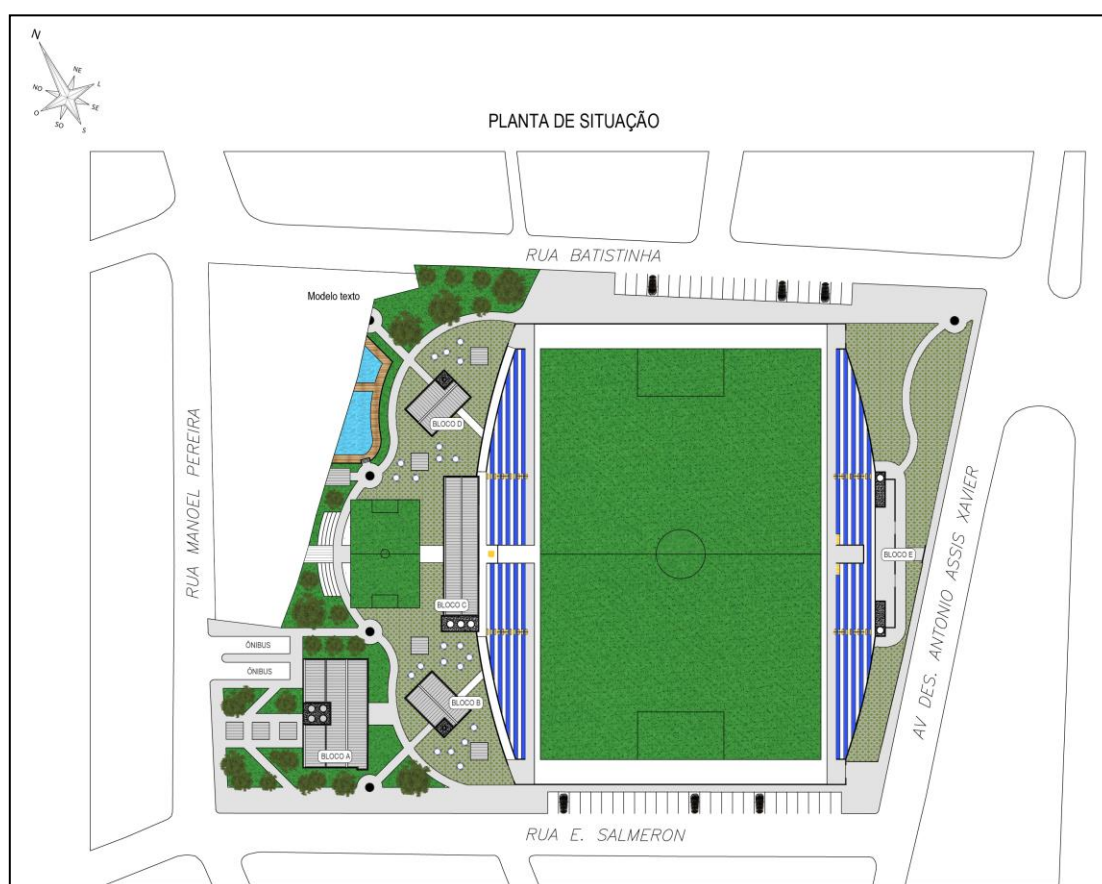 N
NE
NO
L
SE
O
SO
S
PLANTA DE SITUAÇÃO
RUA BATISTINHA
Modelo texto
BLOCO D
RUA MANOEL PEREIRA
BLOCO E
AV DES. ANTONIO ASSIS XAVIER
BLOCO C
ÔNIBUS
ÔNIBUS
BLOCO B
BLOCO A
RUA E. SALMERON